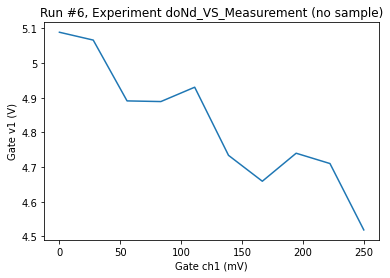 Run #6, Experiment doNd_VS_Measurement (no sample)
5.1
5
4.9
4.8
4.7
4.6
4.5
Gate v1 (V)
0 50 100 150 200 250
Gate ch1 (mV)